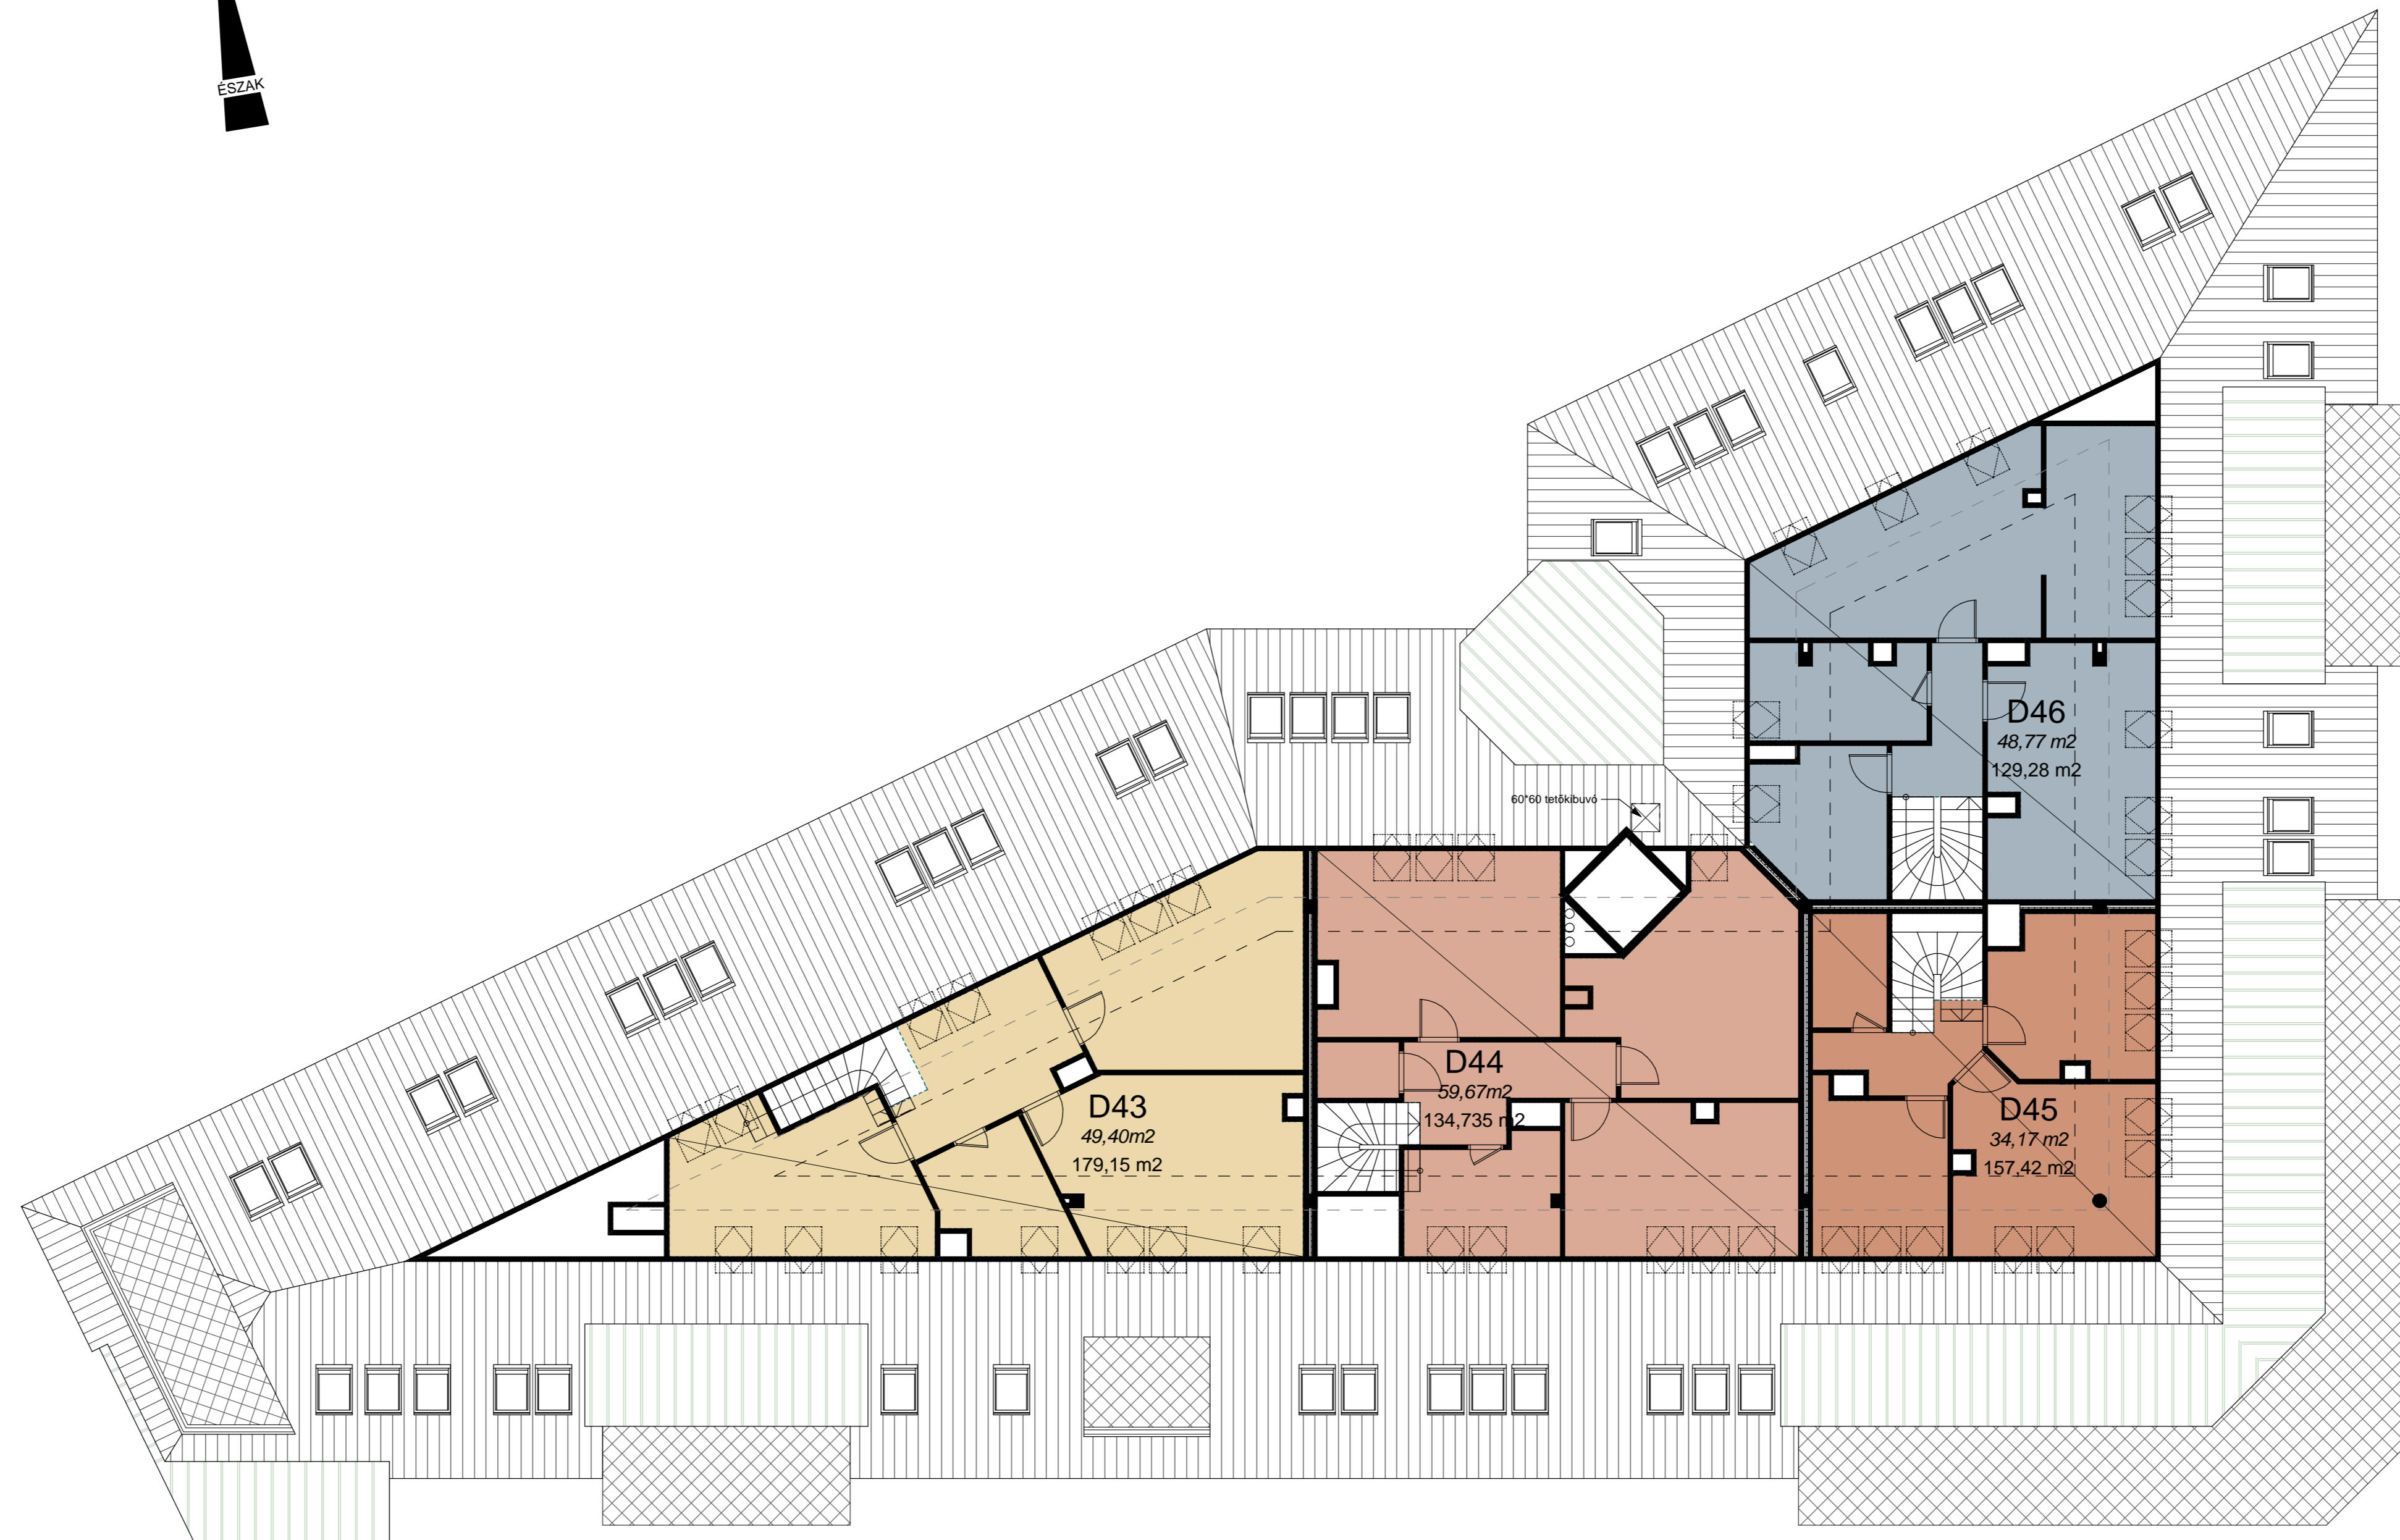 ÉSZAK
D46
48,77 m2
129,28 m2
60*60 tetőkibuvó
D44
59,67m2
134,735 m2
D43
49,40m2
179,15 m2
D45
34,17 m2
157,42 m2